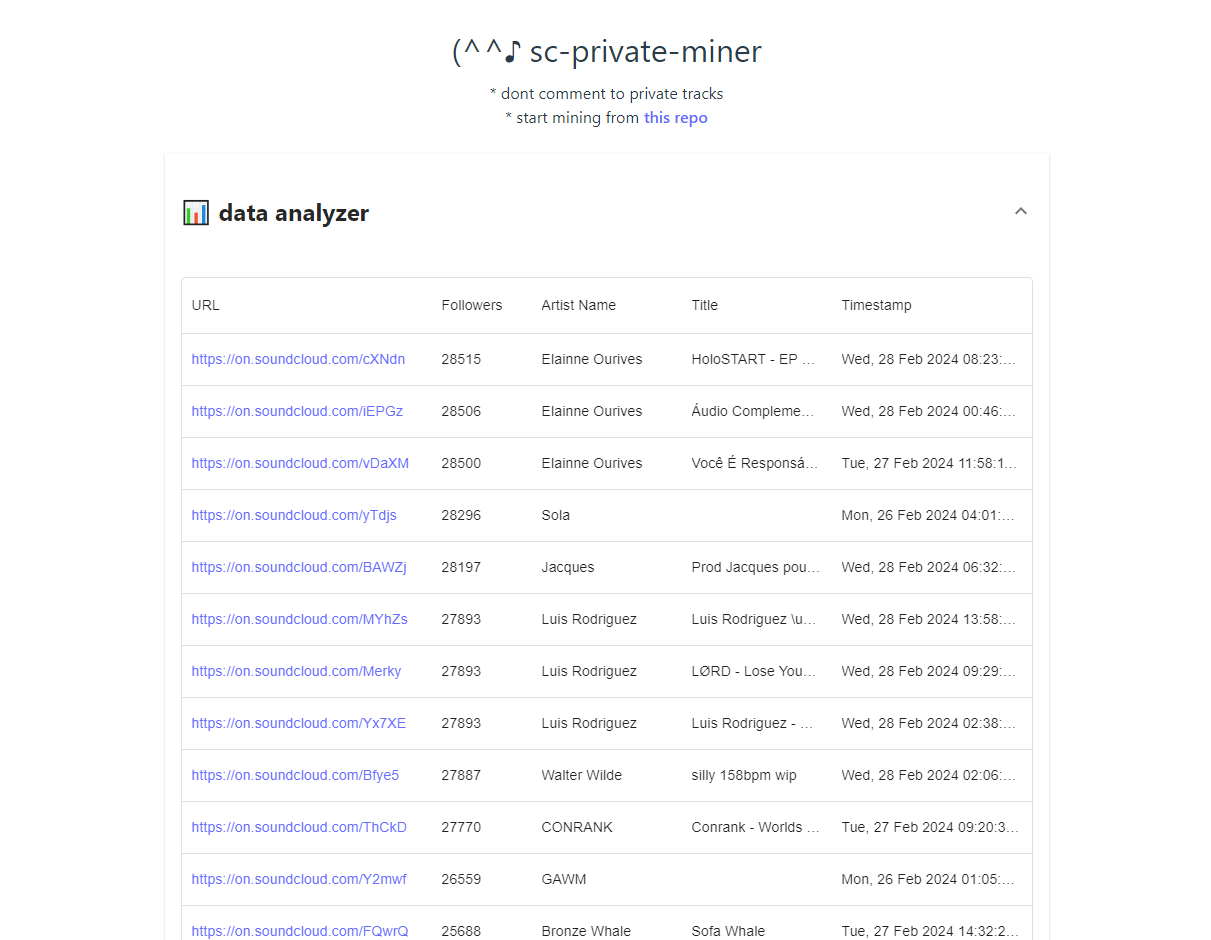 (^^♪ sc-private-miner
* dont comment to private tracks
* start mining from this repo
data analyzer
URL Followers Artist Name Title Timestamp
https://on.soundcloud.com/cXNdn 28515 Elainne Ourives HoloSTART - EP ... Wed, 28 Feb 2024 08:23:...
https://on.soundcloud.com/iEPGz 28506 Elainne Ourives Áudio Compleme... Wed, 28 Feb 2024 00:46:...
https://on.soundcloud.com/vDaXM 28500 Elainne Ourives Você É Responsá... Tue, 27 Feb 2024 11:58:1...
https://on.soundcloud.com/yTdjs 28296 Sola Mon, 26 Feb 2024 04:01:...
https://on.soundcloud.com/BAWZj 28197 Jacques Prod Jacques pou... Wed, 28 Feb 2024 06:32:...
https://on.soundcloud.com/MYhZs 27893 Luis Rodriguez Luis Rodriguez \u... Wed, 28 Feb 2024 13:58:...
https://on.soundcloud.com/Merky 27893 Luis Rodriguez LØRD - Lose You... Wed, 28 Feb 2024 09:29:...
https://on.soundcloud.com/Yx7XE 27893 Luis Rodriguez Luis Rodriguez - ... Wed, 28 Feb 2024 02:38:...
https://on.soundcloud.com/Bfye5 27887 Walter Wilde silly 158bpm wip Wed, 28 Feb 2024 02:06:...
https://on.soundcloud.com/ThCkD 27770 CONRANK Conrank - Worlds ... Tue, 27 Feb 2024 09:20:3...
https://on.soundcloud.com/Y2mwf 26559 GAWM Mon, 26 Feb 2024 01:05:...
https://on.soundcloud.com/FQwrQ 25688 Bronze Whale Sofa Whale Tue, 27 Feb 2024 14:32:2...